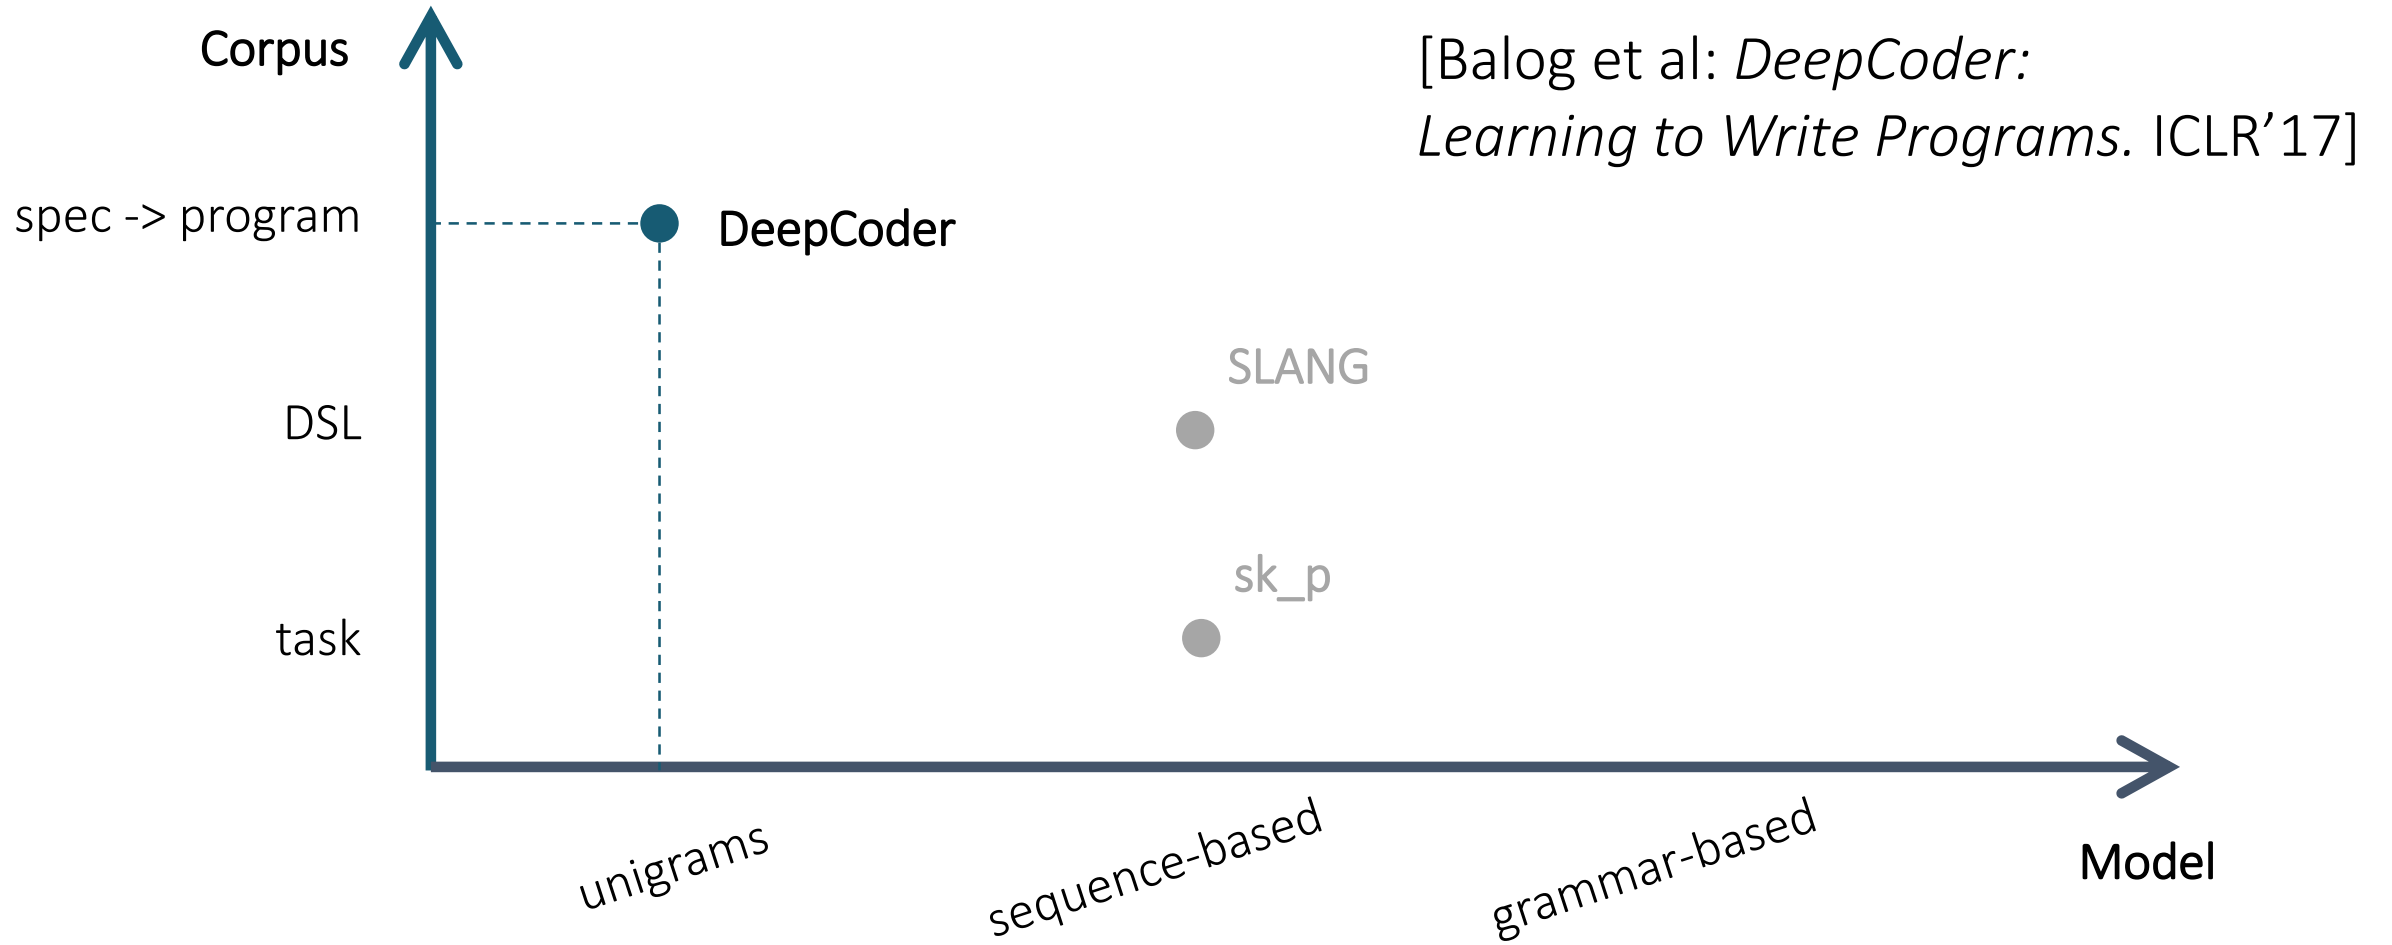 Corpus
[Balog et al: DeepCoder:
Learning to Write Programs. ICLR’17]
spec -> program
DeepCoder
SLANG
DSL
sk_p
task
unigrams
sequence-based
grammar-based
Model